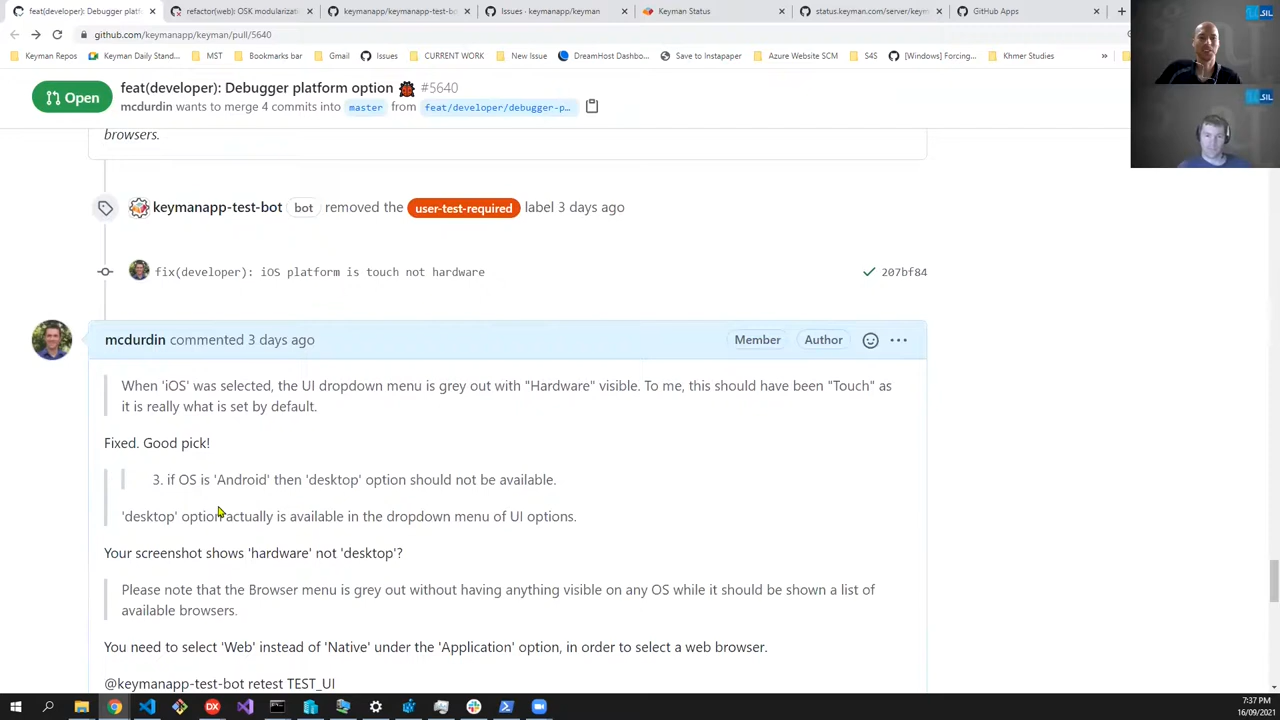 feat(developer): Debugger platf
refactor(web): OSK modularizati
keymanapp/keyman-test-bo
Issues · keymanapp/keyman
Keyman Status
status.keyman.com/server/keym
GitHub Apps
github.com/keymanapp/keyman/pull/5640
Keyman Repos
Keyman Daily Stand...
MST
Bookmarks bar
Gmail
Issues
CURRENT WORK
New Issue
DreamHost Dashbo...
Save to Instapaper
Azure Website SCM
S4S
[Windows] Forcing...
Khmer Studies
»
Open
feat(developer): Debugger platform option 🐞 #5640
mcdurdin wants to merge 4 commits into master from feat/developer/debugger-p…
browsers.
keymanapp-test-bot bot removed the user-test-required label 3 days ago
fix(developer): iOS platform is touch not hardware
207bf84
mcdurdin commented 3 days ago
Member
Author
When 'iOS' was selected, the UI dropdown menu is grey out with "Hardware" visible. To me, this should have been "Touch" as
it is really what is set by default.
Fixed. Good pick!
3. if OS is 'Android' then 'desktop' option should not be available.
'desktop' option actually is available in the dropdown menu of UI options.
Your screenshot shows 'hardware' not 'desktop'?
Please note that the Browser menu is grey out without having anything visible on any OS while it should be shown a list of
available browsers.
You need to select 'Web' instead of 'Native' under the 'Application' option, in order to select a web browser.
@keymanapp-test-bot retest TEST_UI
SIL
SIL
DX
7:37 PM
16/09/2021